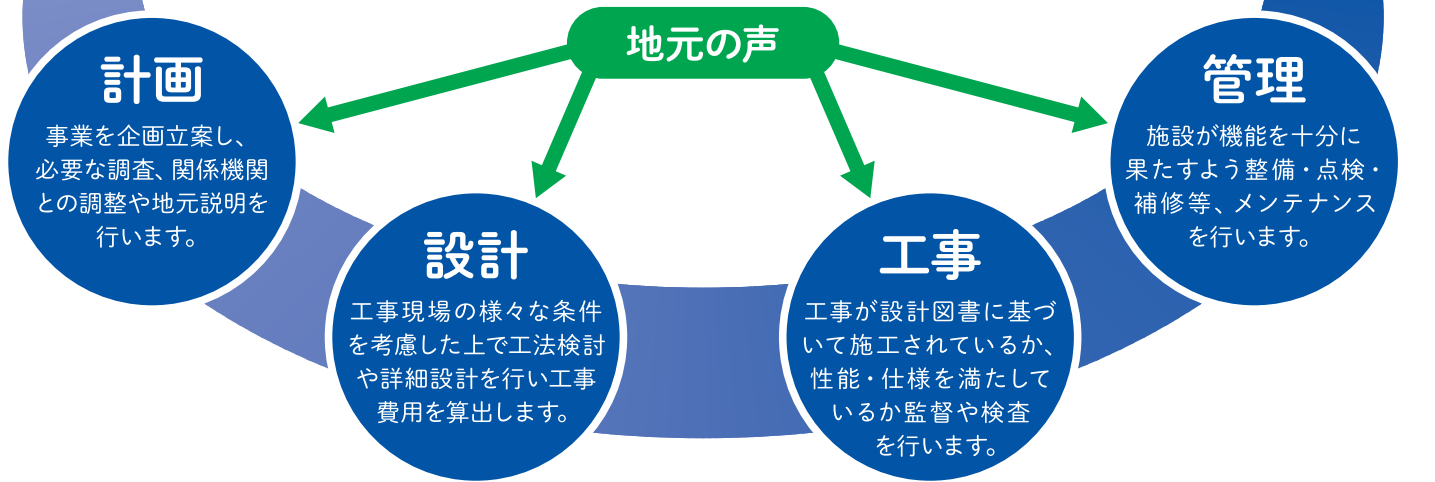 地元の声
計画
事業を企画立案し、
必要な調査、関係機関
との調整や地元説明を
行います。
設計
工事現場の様々な条件
を考慮した上で工法検討
や詳細設計を行い工事
費用を算出します。
工事
工事が設計図書に基づ
いて施工されているか、
性能・仕様を満たして
いるか監督や検査
を行います。
管理
施設が機能を十分に
果たすよう整備・点検・
補修等、メンテナンス
を行います。